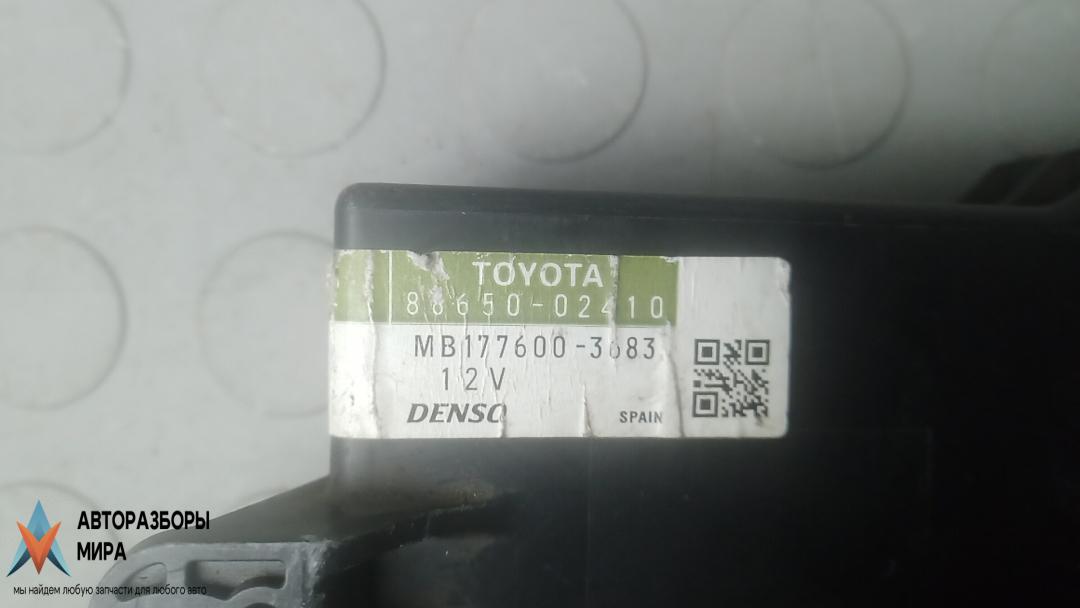 TOYOTA
88650-02410
MB177600-3683
12V
DENSO
SPAIN
АВТОРАЗБОРЫ
МИРА
мы найдем любую запчасти для любого авто